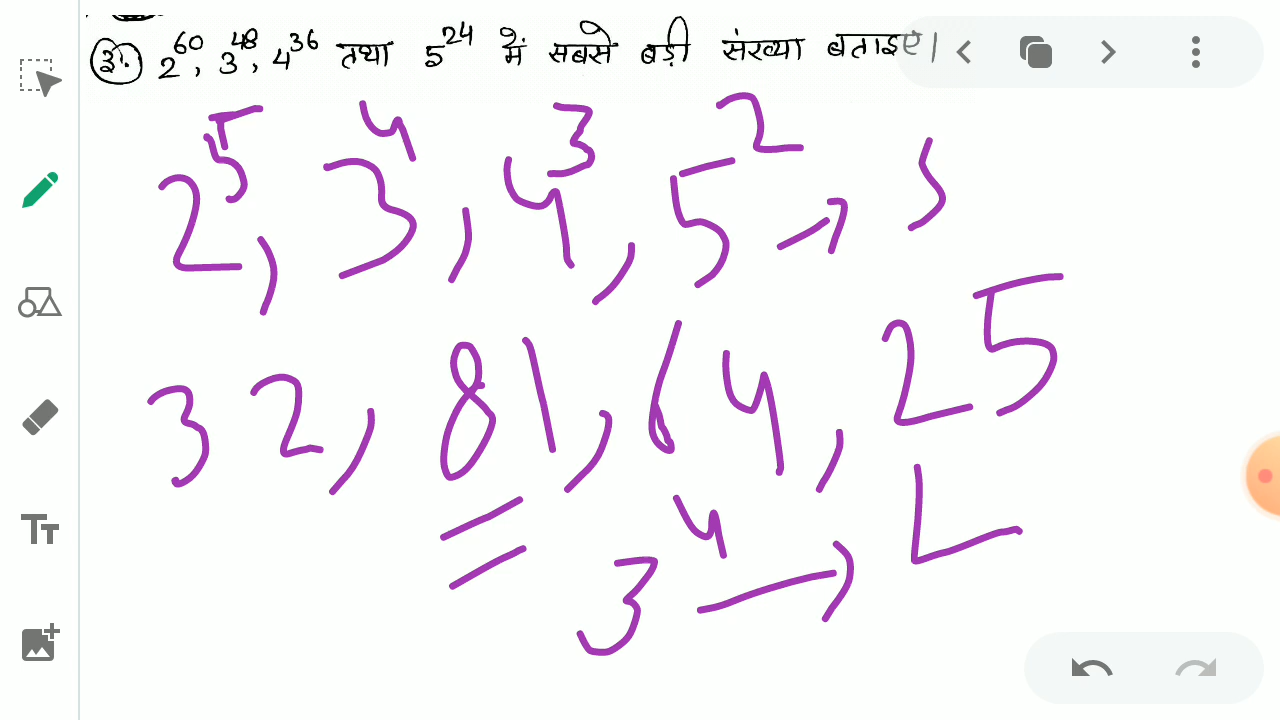 3. 2^60, 3^48, 4^36 तथा 5^24 में सबसे बड़ी संख्या बताइए।
2^5, 3^4, 4^3, 5^2 → s
32, 81, 64, 25
3^4 → L
Tт